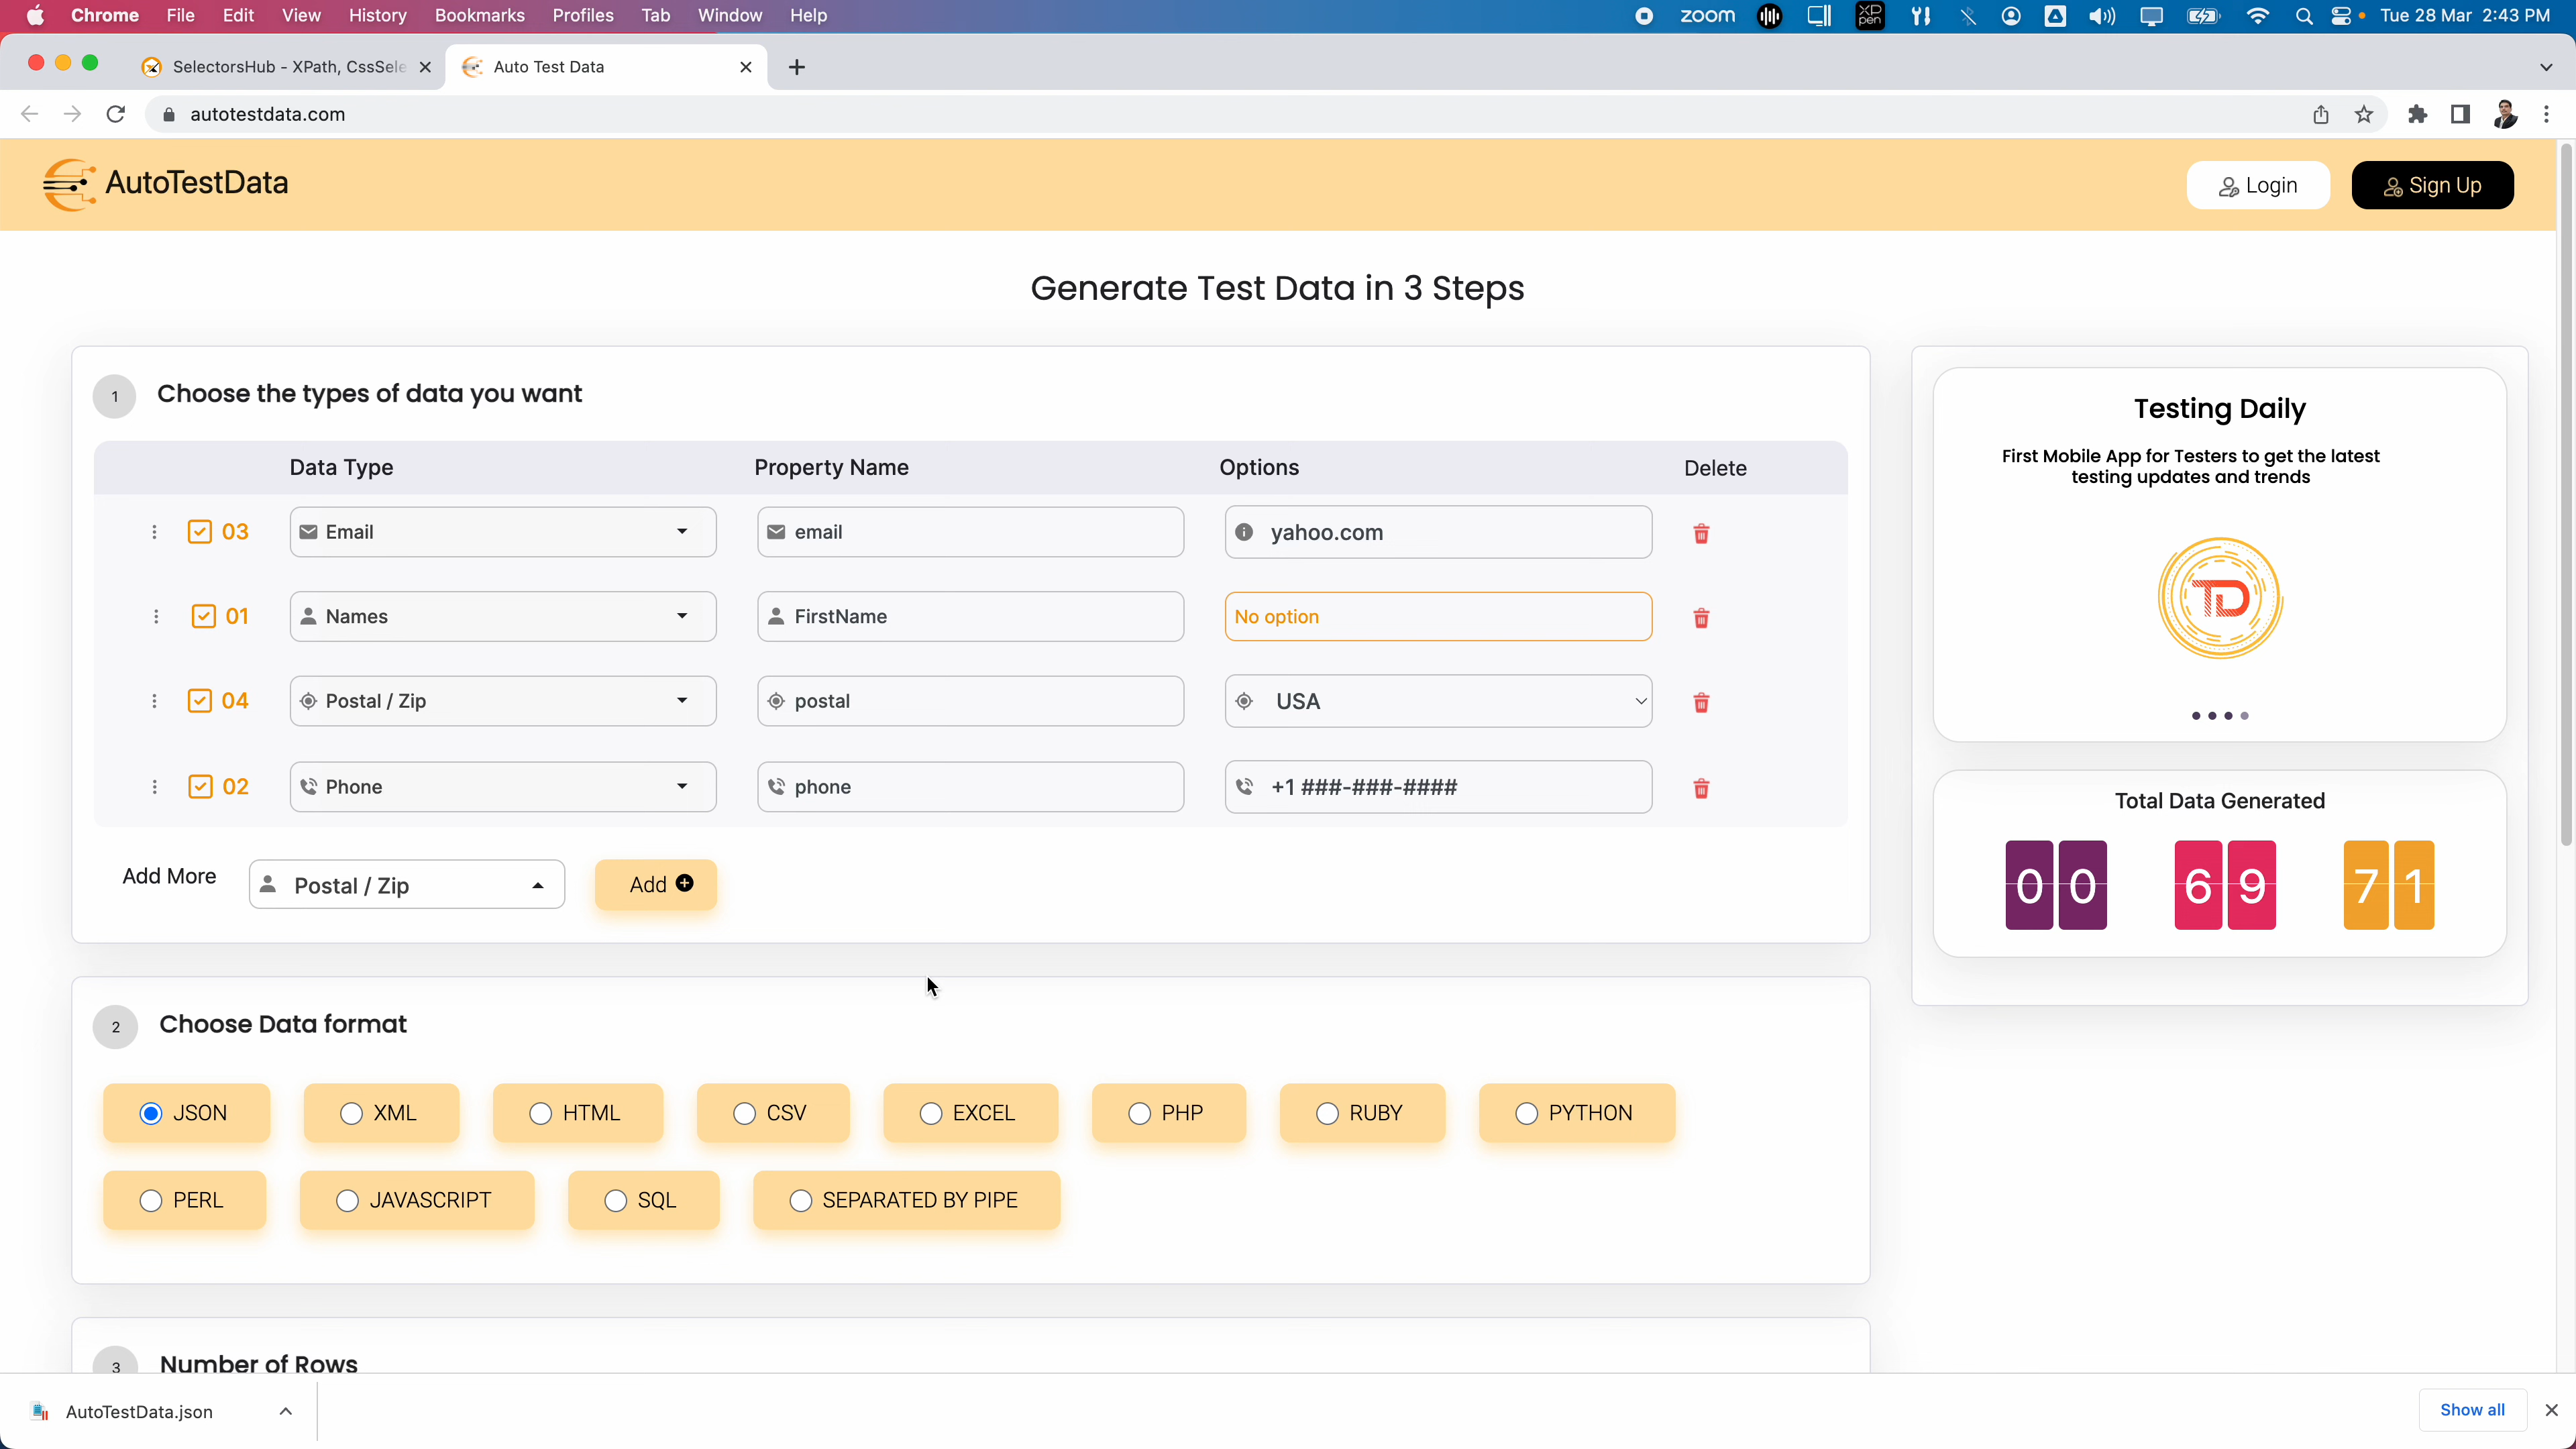 Chrome File Edit View History Bookmarks Profiles Tab Window Help zoom XP pen Tue 28 Mar 2:43 PM
SelectorsHub - XPath, CssSele Auto Test Data
autotestdata.com
AutoTestData Login Sign Up
Generate Test Data in 3 Steps
1 Choose the types of data you want
Data Type Property Name Options Delete
03 Email email yahoo.com
01 Names FirstName No option
04 Postal / Zip postal USA
02 Phone phone +1 ###-###-####
Add More Postal / Zip Add
Testing Daily
First Mobile App for Testers to get the latest
testing updates and trends
TD
Total Data Generated
00 69 71
2 Choose Data format
JSON XML HTML CSV EXCEL PHP RUBY PYTHON
PERL JAVASCRIPT SQL SEPARATED BY PIPE
3 Number of Rows
AutoTestData.json Show all